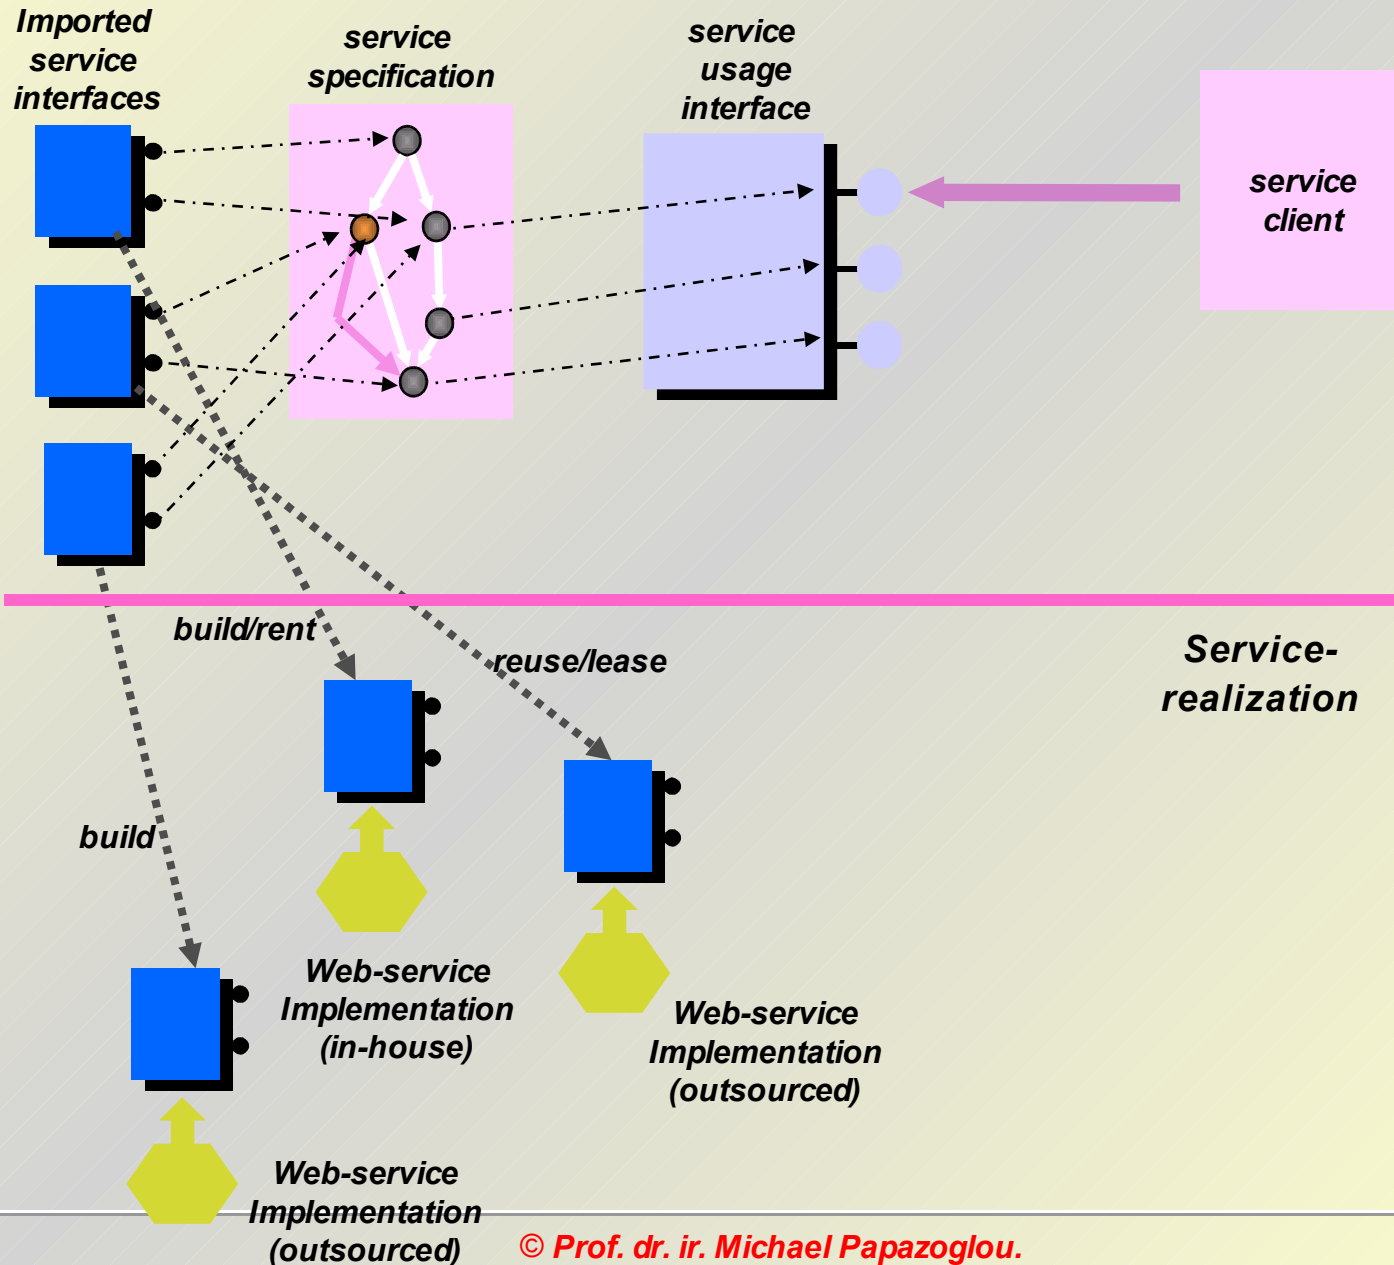 Imported
service
interfaces
service
specification
service
usage
interface
service
client
build/rent
reuse/lease
Service-
realization
build
Web-service
Implementation
(in-house)
Web-service
Implementation
(outsourced)
Web-service
Implementation
(outsourced)
© Prof. dr. ir. Michael Papazoglou.